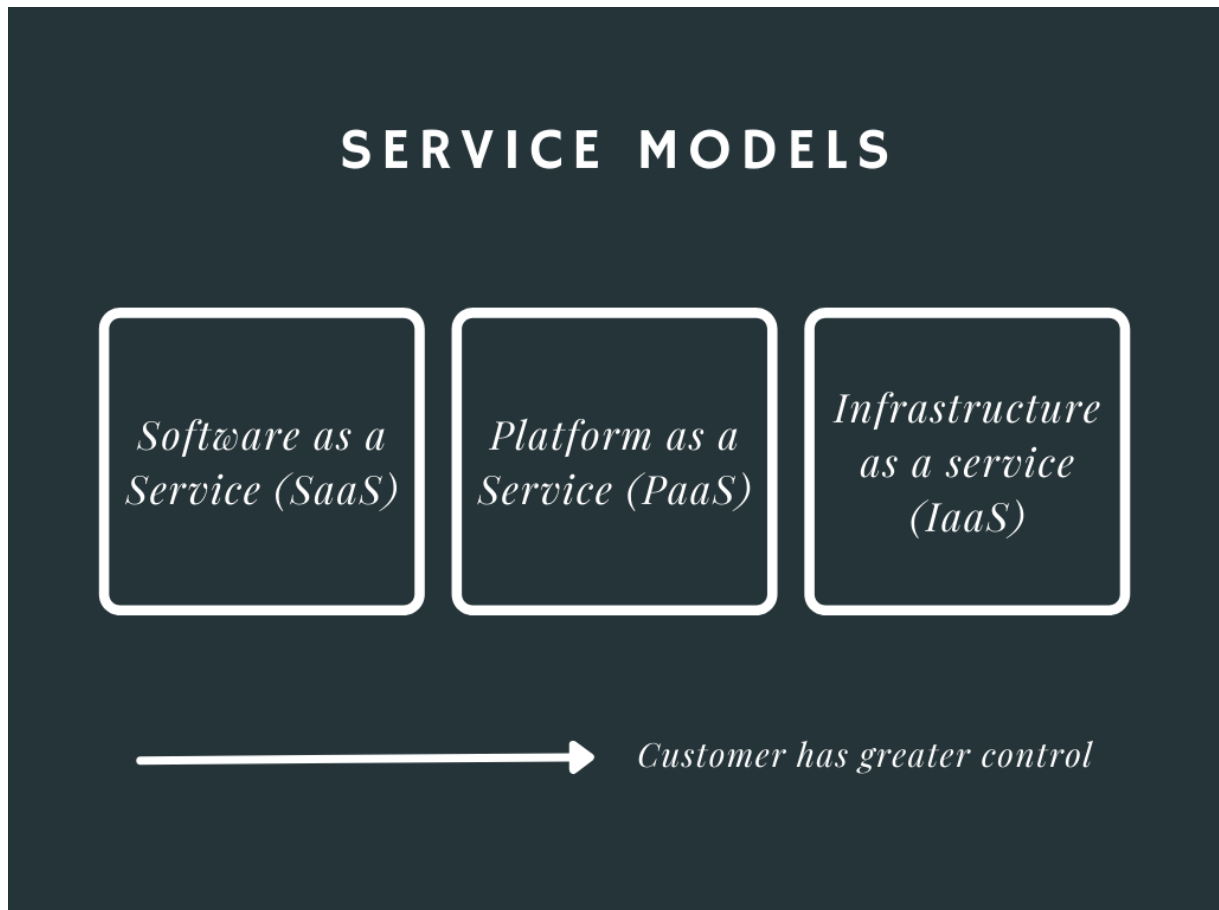 SERVICE MODELS
Software as a
Service (SaaS)
Platform as a
Service (PaaS)
Infrastructure
as a service
(IaaS)
Customer has greater control